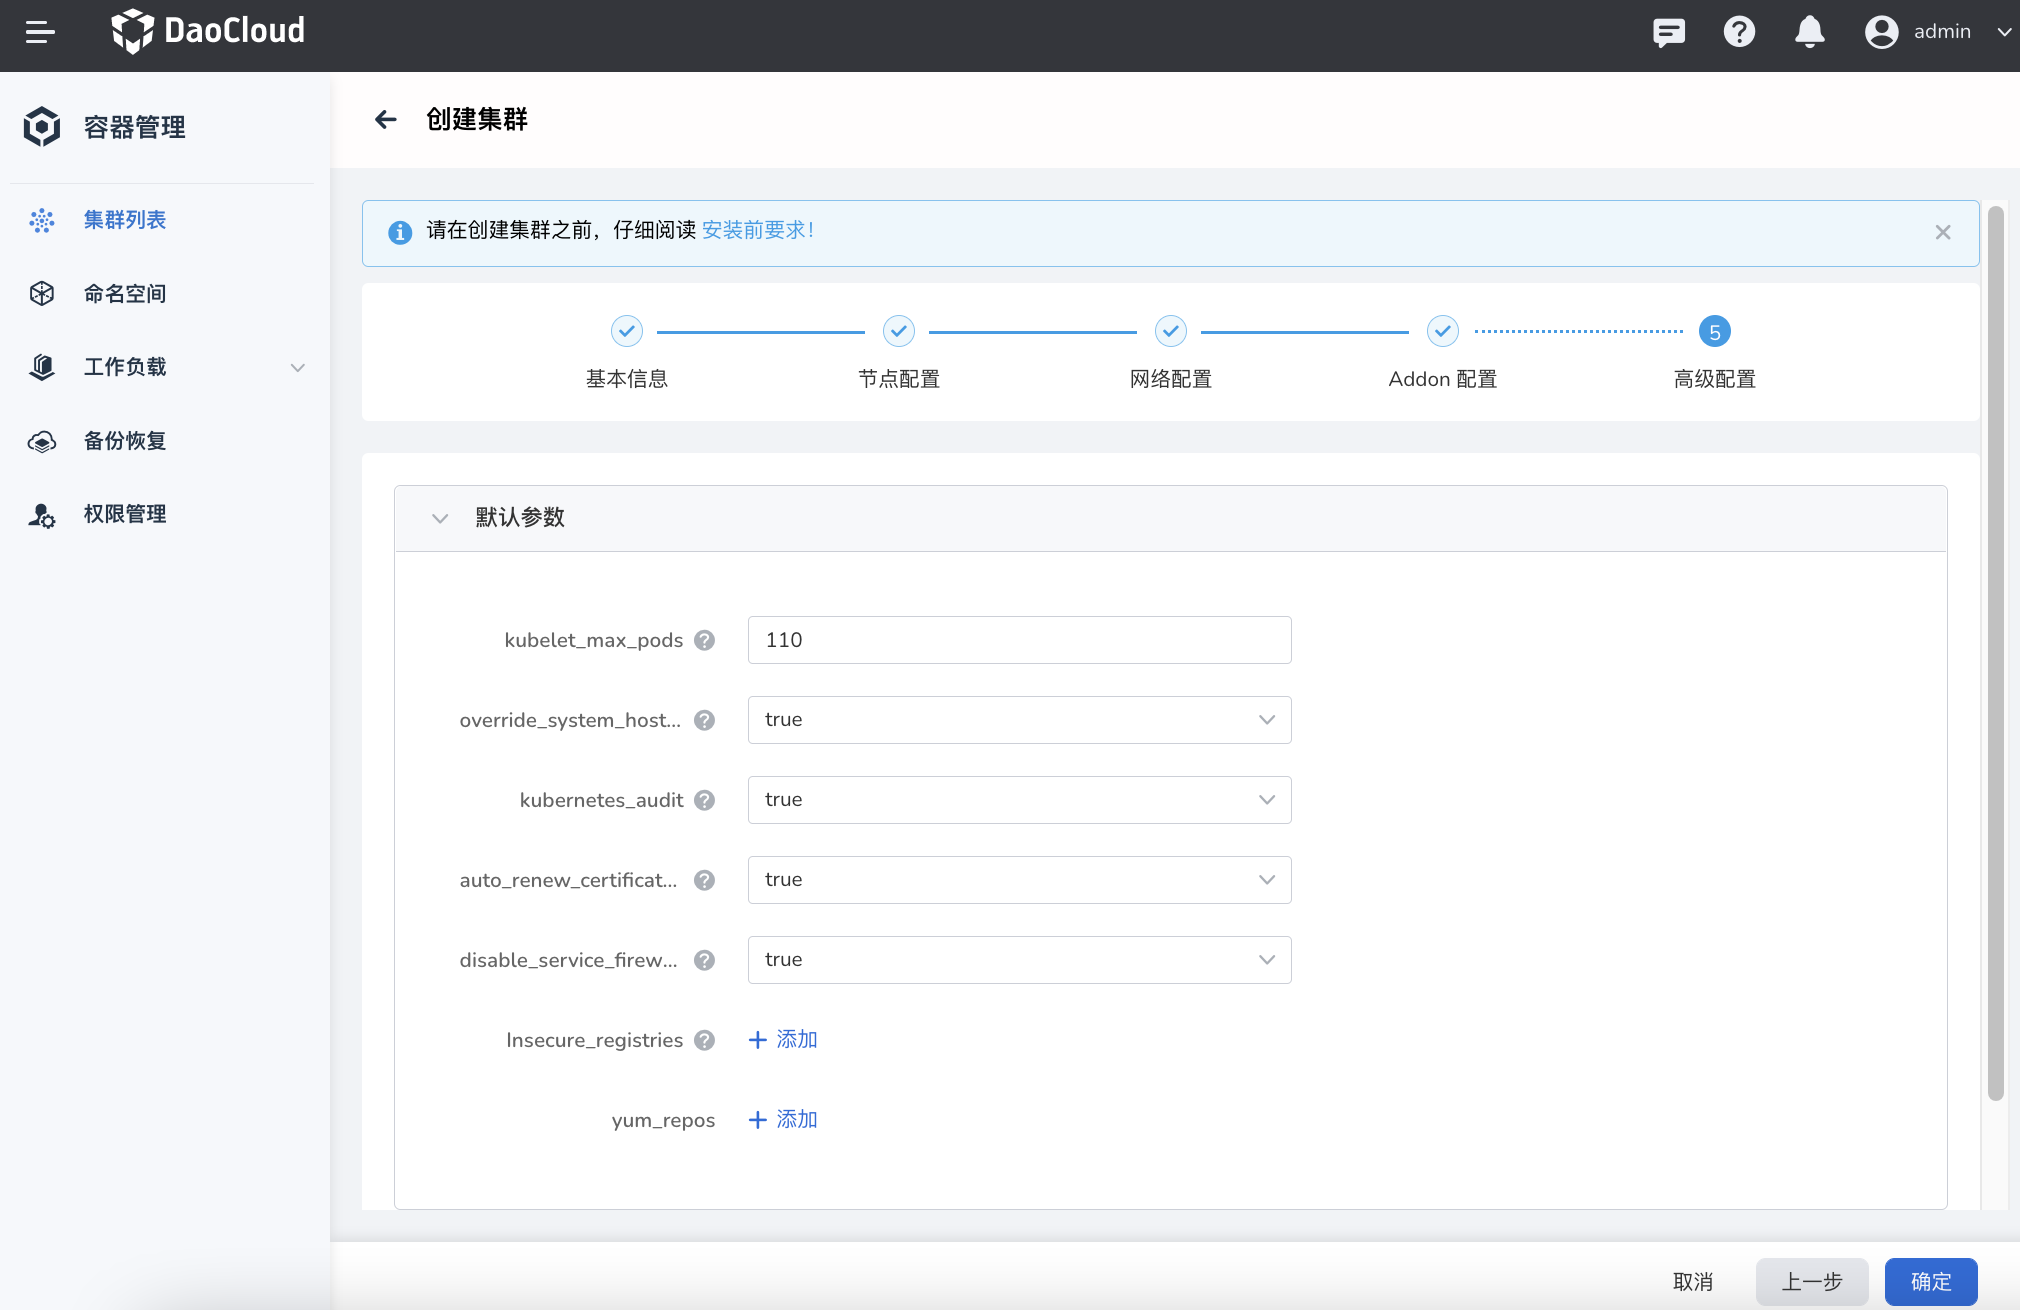 DaoCloud
admin
容器管理
创建集群
集群列表
命名空间
工作负载
备份恢复
权限管理
请在创建集群之前，仔细阅读 安装前要求！
5
基本信息
节点配置
网络配置
Addon 配置
高级配置
默认参数
kubelet_max_pods
110
override_system_host...
true
kubernetes_audit
true
auto_renew_certificat...
true
disable_service_firew...
true
Insecure_registries
添加
yum_repos
添加
取消
上一步
确定